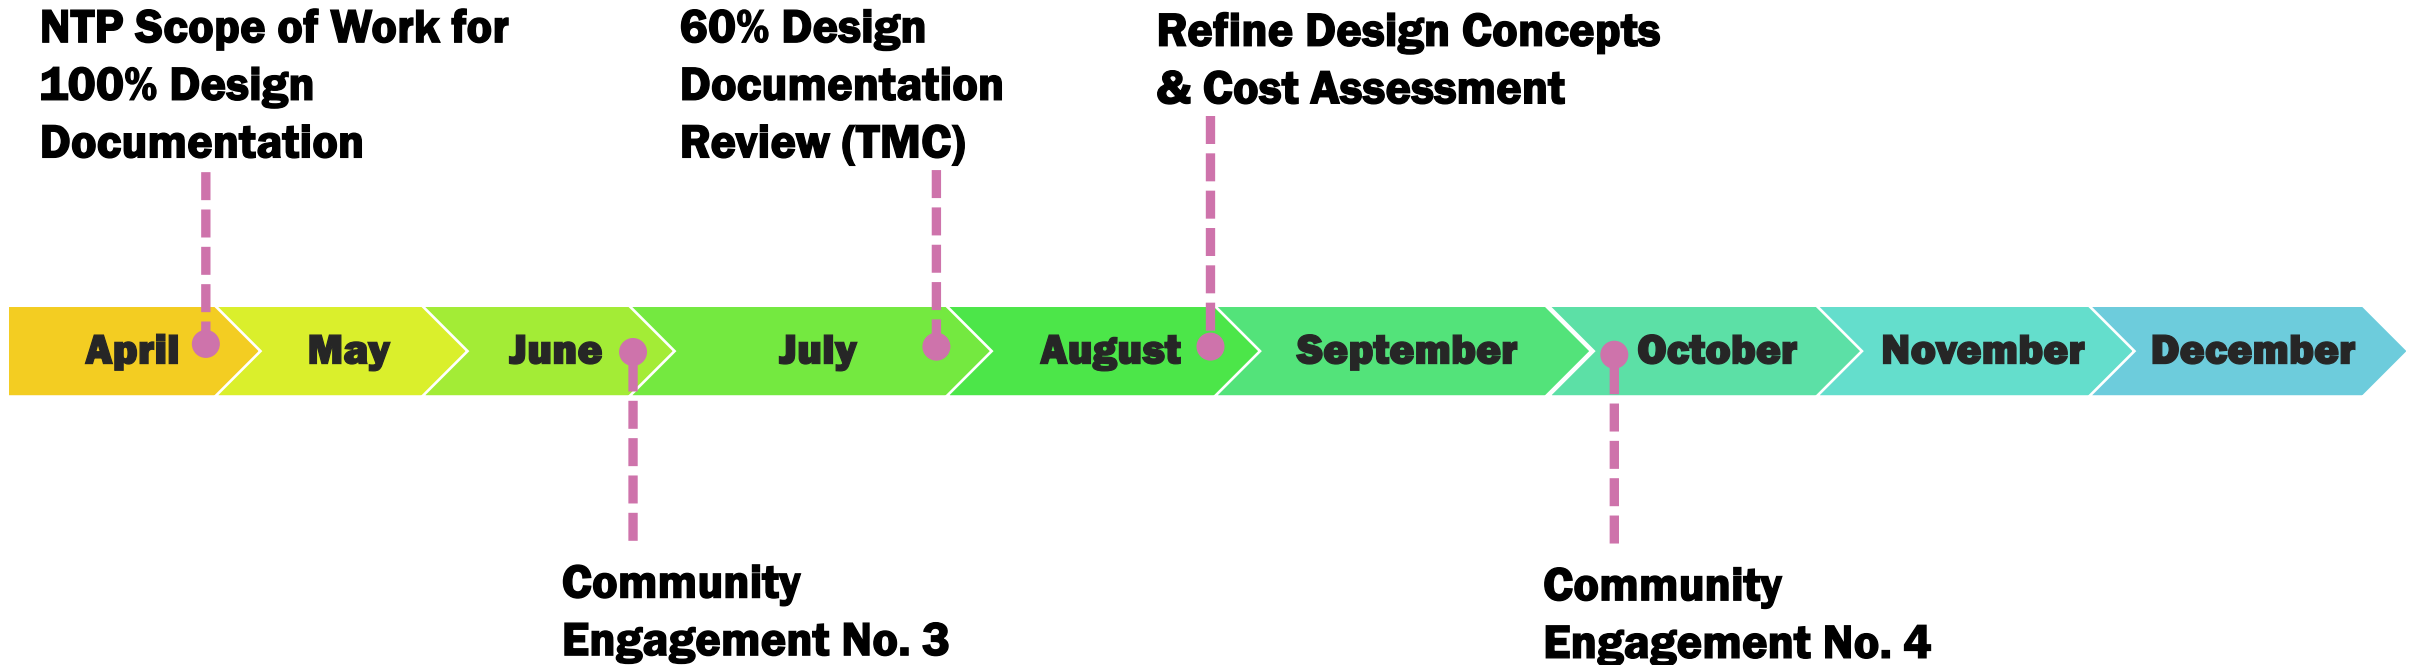 NTP Scope of Work for
100% Design
Documentation
60% Design
Documentation
Review (TMC)
Refine Design Concepts
& Cost Assessment
April
May
June
July
August
September
October
November
December
Community
Engagement No. 3
Community
Engagement No. 4